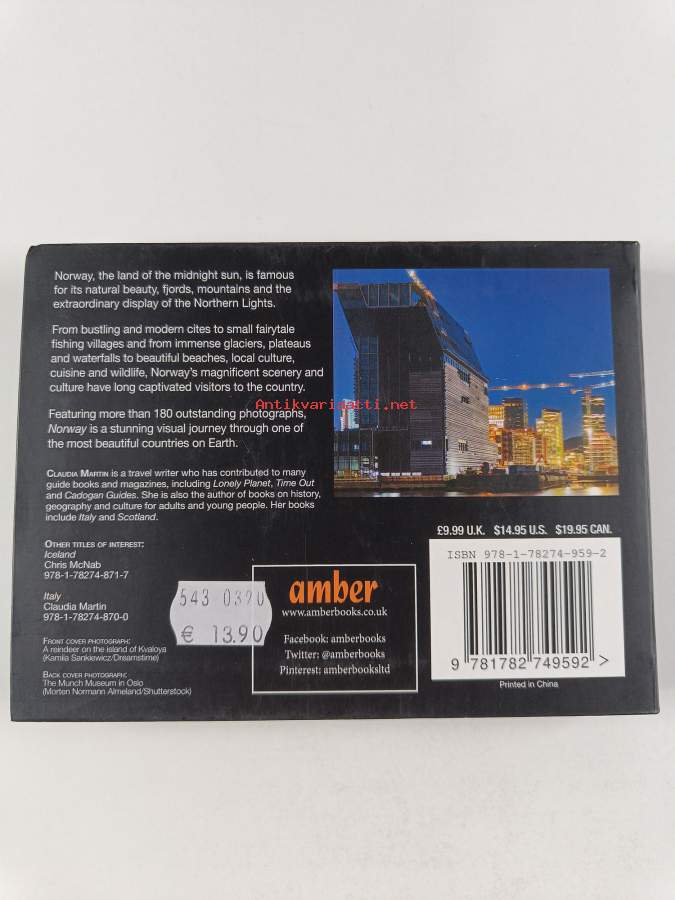 Norway, the land of the midnight sun, is famous
for its natural beauty, fjords, mountains and the
extraordinary display of the Northern Lights.
From bustling and modern cites to small fairytale
fishing villages and from immense glaciers, plateaus
and waterfalls to beautiful beaches, local culture,
cuisine and wildlife, Norway's magnificent scenery and
culture have long captivated visitors to the country.
Featuring more than 180 outstanding photographs,
Norway is a stunning visual journey through one of
the most beautiful countries on Earth.
Antikvariaatti.net
CLAUDIA MARTIN is a travel writer who has contributed to many
guide books and magazines, including Lonely Planet, Time Out
and Cadogan Guides. She is also the author of books on history,
geography and culture for adults and young people. Her books
include Italy and Scotland.
OTHER TITLES OF INTEREST:
Iceland
Chris McNab
978-1-78274-871-7
Italy
Claudia Martin
978-1-78274-870-0
FRONT COVER PHOTOGRAPH:
A reindeer on the island of Kvaloya
(Kamila Sankiewicz/Dreamstime)
BACK COVER PHOTOGRAPH:
The Munch Museum in Oslo
(Morten Normann Almeland/Shutterstock)
543 0390
€ 13.90
amber
www.amberbooks.co.uk
Facebook: amberbooks
Twitter: @amberbooks
Pinterest: amberbooksltd
£9.99 U.K. $14.95 U.S. $19.95 CAN.
ISBN 978-1-78274-959-2
9 781782 749592 >
Printed in China